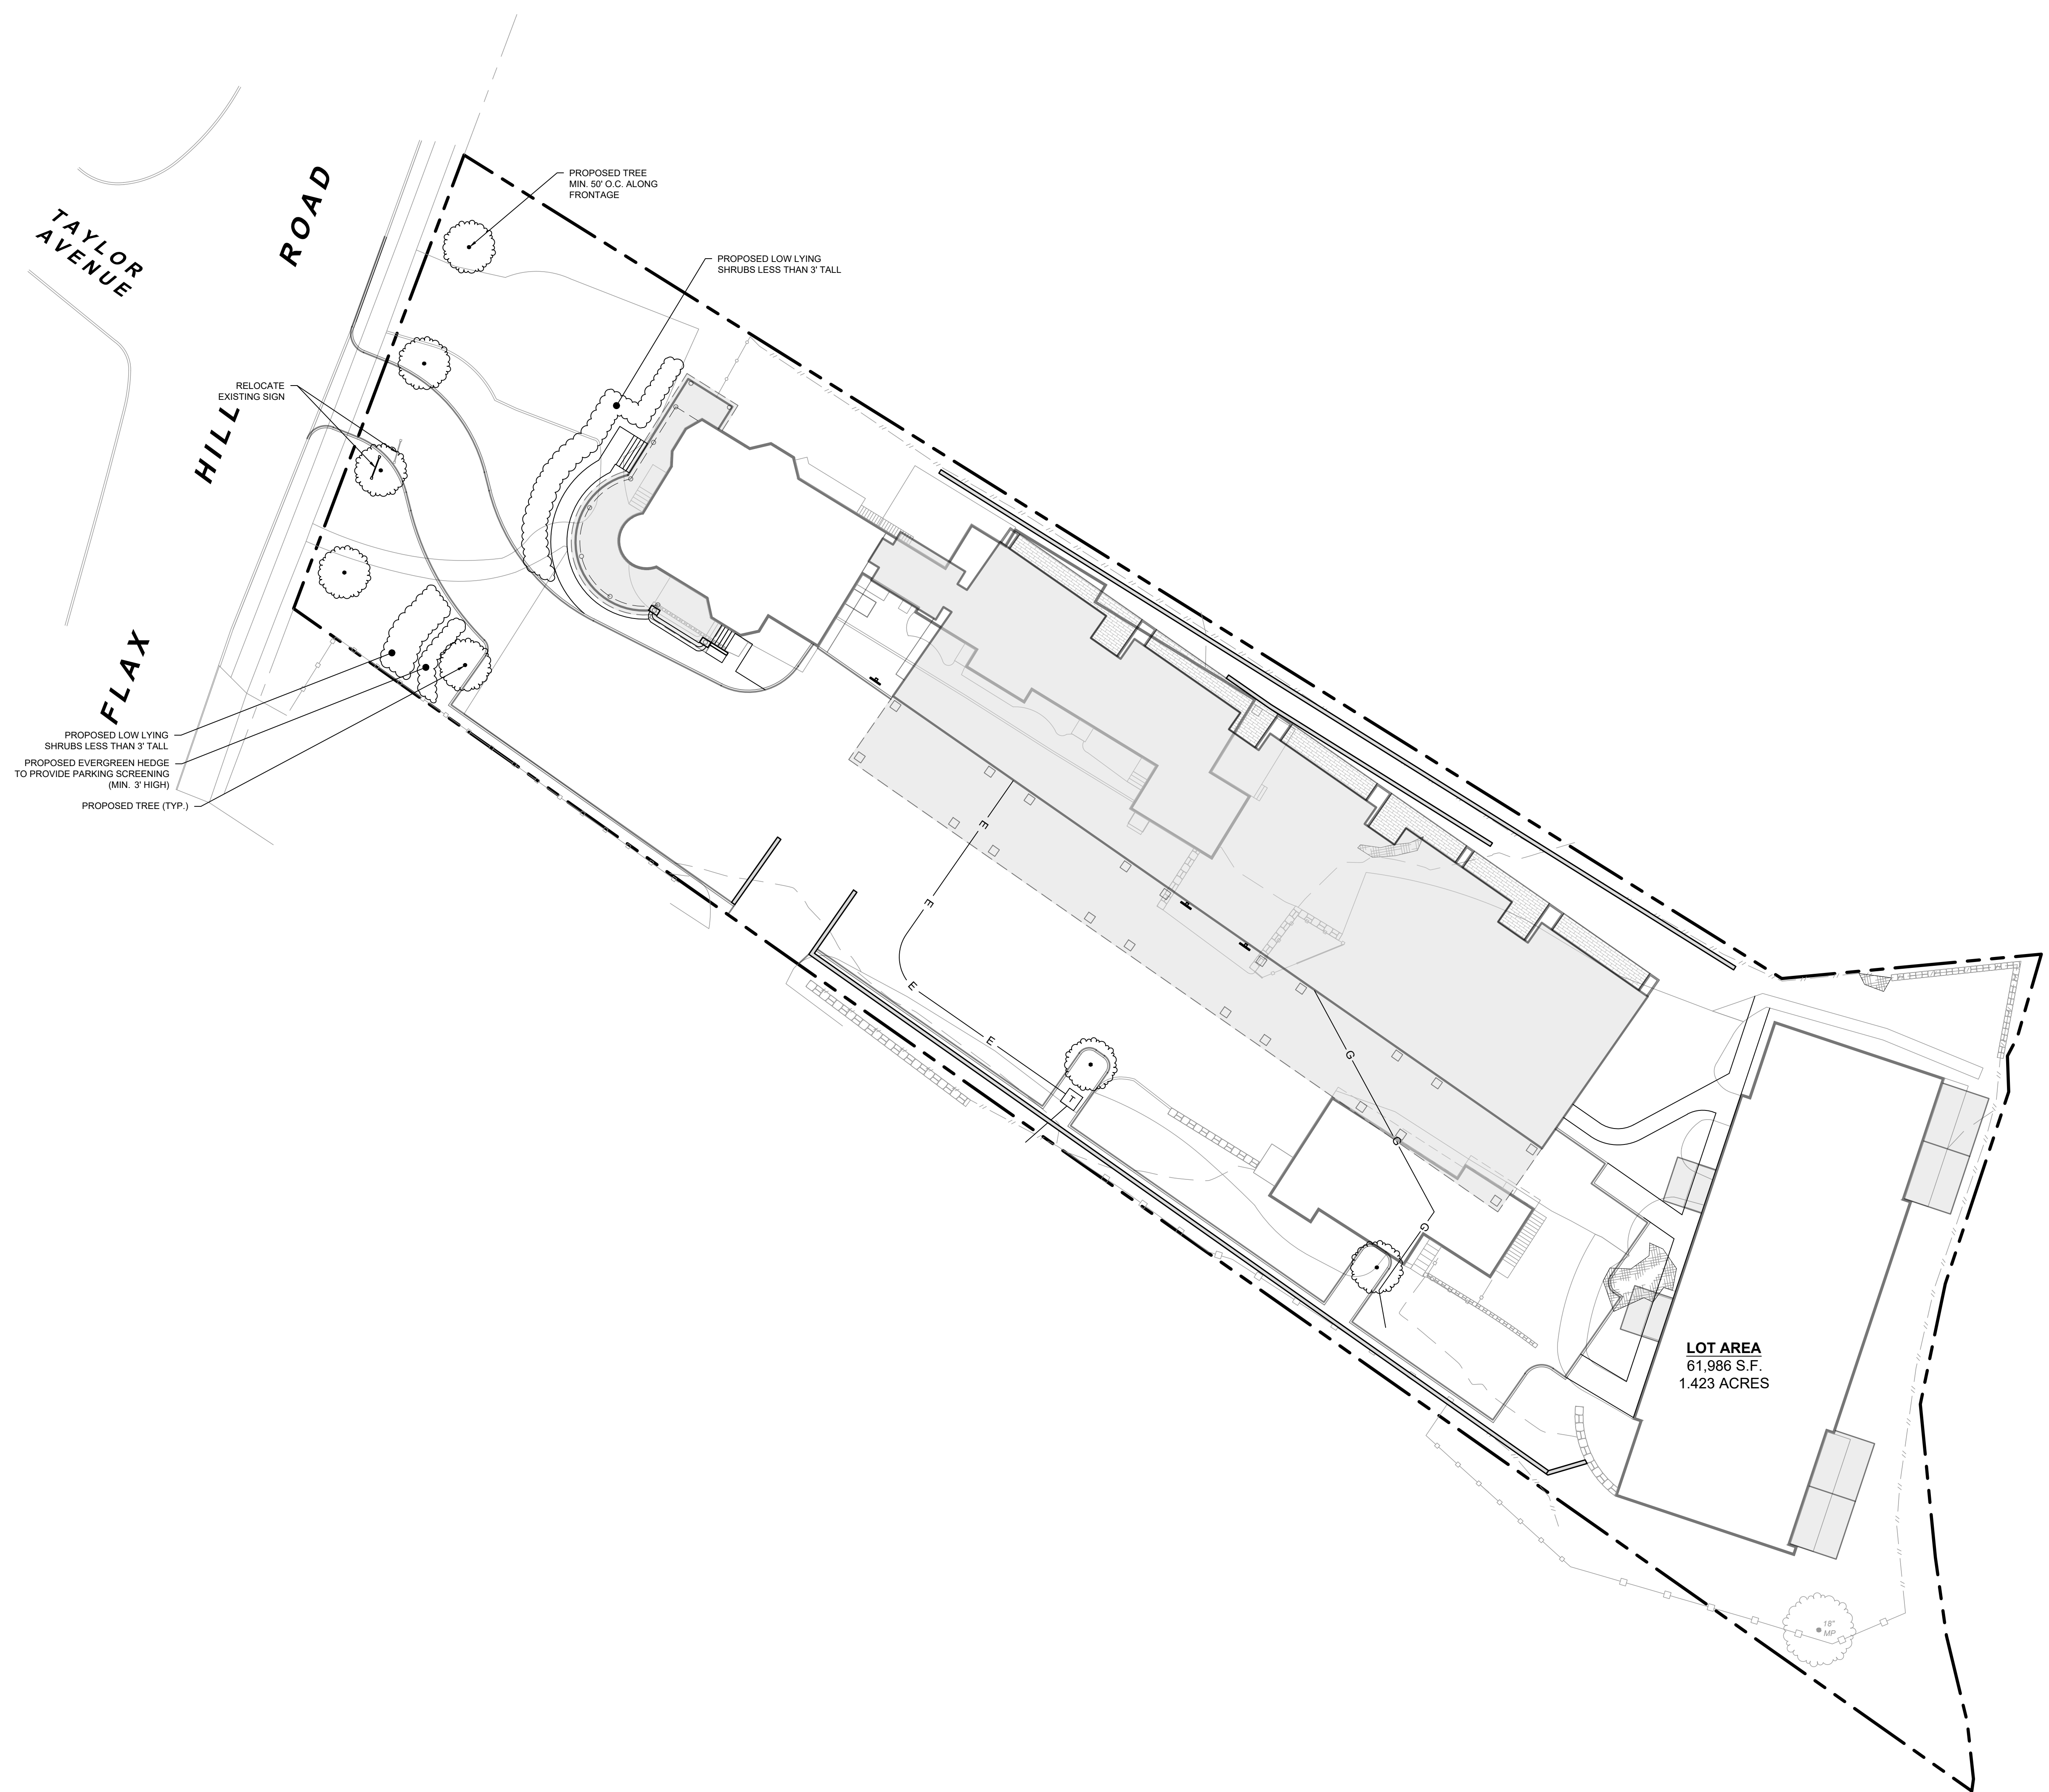 TAYLOR
AVENUE
FLAX HILL ROAD
PROPOSED TREE
MIN. 50' O.C. ALONG
FRONTAGE
PROPOSED LOW LYING
SHRUBS LESS THAN 3' TALL
RELOCATE
EXISTING SIGN
PROPOSED LOW LYING
SHRUBS LESS THAN 3' TALL
PROPOSED EVERGREEN HEDGE
TO PROVIDE PARKING SCREENING
(MIN. 3' HIGH)
PROPOSED TREE (TYP.)
E
E
E
E
T
G
G
G
LOT AREA
61,986 S.F.
1.423 ACRES
18"
MP